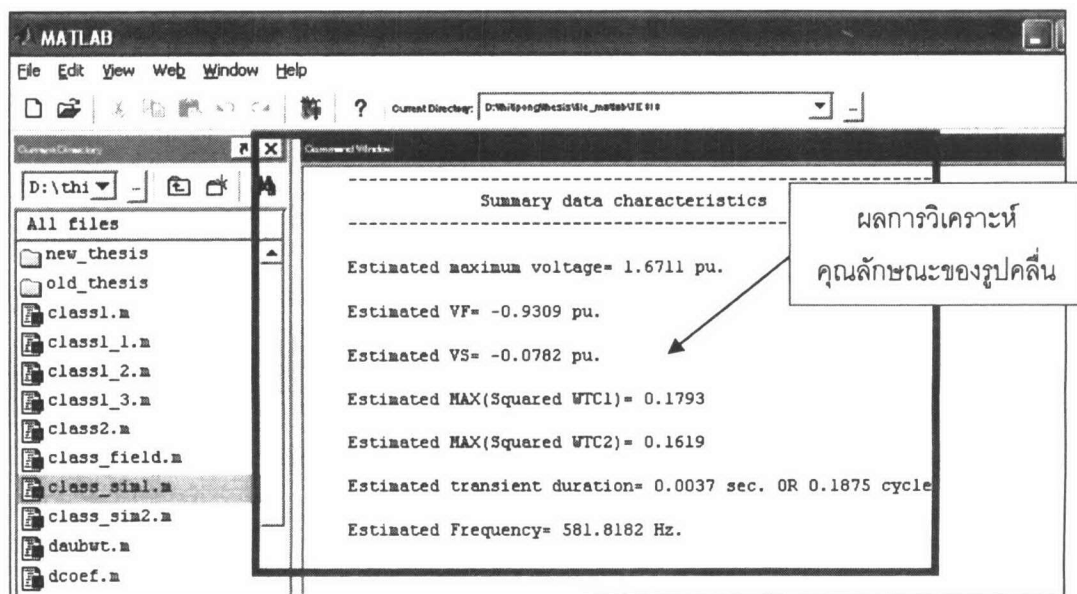 MATLAB
File Edit View Web Window Help
? Current Directory:
Current Directory
Command Window
D:\thi
All files
new_thesis
old_thesis
class1.m
class1_1.m
class1_2.m
class1_3.m
class2.m
class_field.m
class_sim1.m
class_sim2.m
daubwt.m
dcoef.m
Summary data characteristics
Estimated maximum voltage= 1.6711 pu.
Estimated VF= -0.9309 pu.
Estimated VS= -0.0782 pu.
Estimated MAX(Squared WTC1)= 0.1793
Estimated MAX(Squared WTC2)= 0.1619
Estimated transient duration= 0.0037 sec. OR 0.1875 cycle
Estimated Frequency= 581.8182 Hz.
ผลการวิเคราะห์
คุณลักษณะของรูปคลื่น